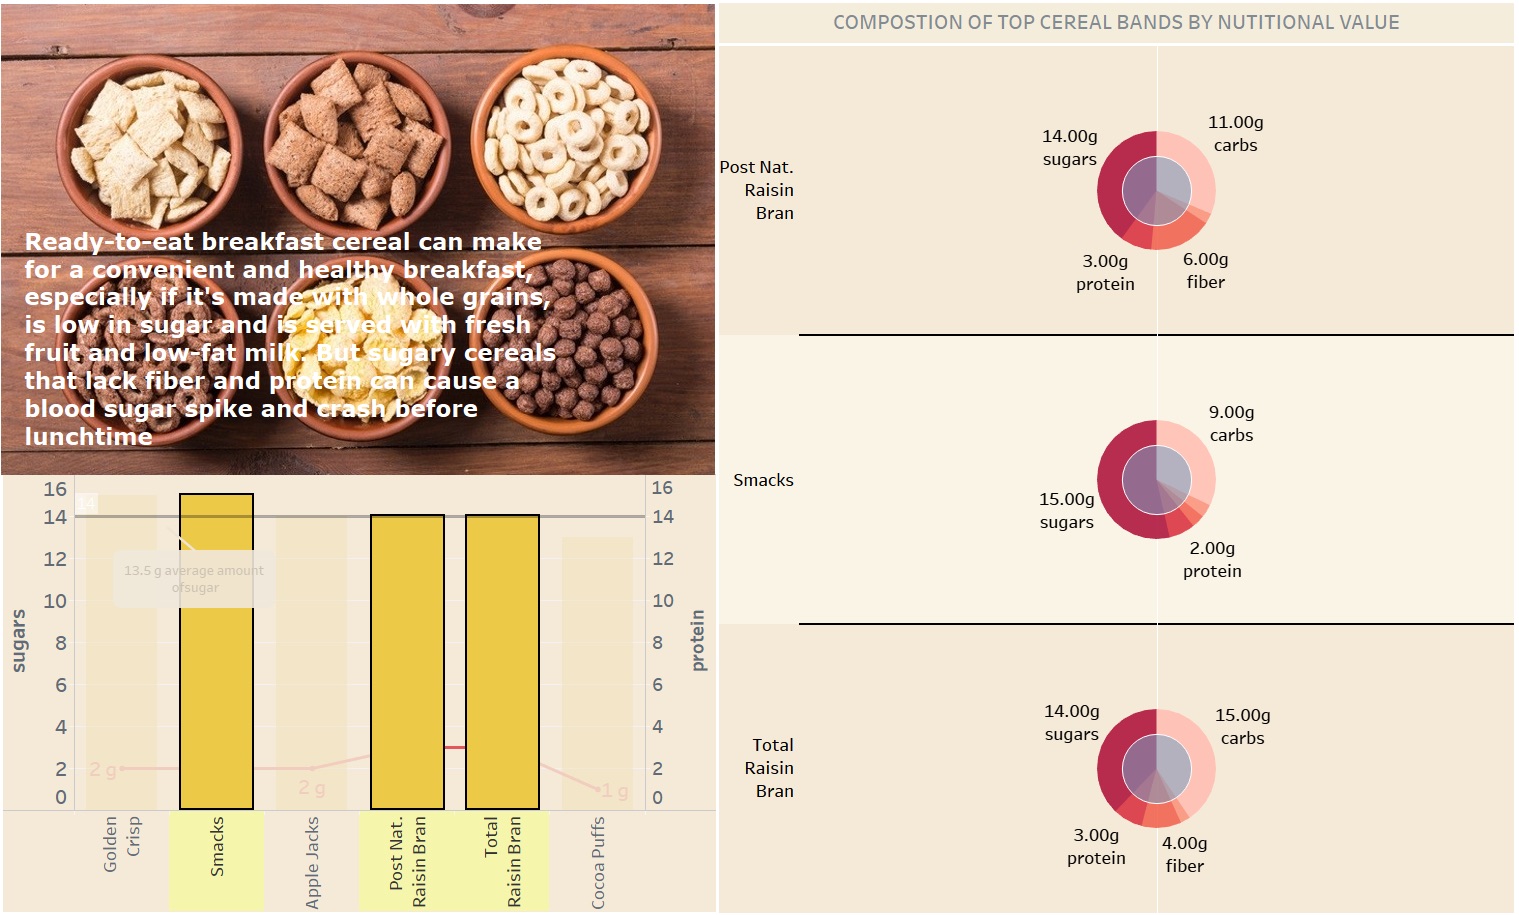 Ready-to-eat breakfast cereal can make
for a convenient and healthy breakfast,
especially if it's made with whole grains,
is low in sugar and is served with fresh
fruit and low-fat milk. But sugary cereals
that lack fiber and protein can cause a
blood sugar spike and crash before
lunchtime
16
14
12
10
8
6
4
2
0
sugars
14
13.5 g average amount
ofsugar
2 g
2 g
1 g
16
14
12
10
8
6
4
2
0
protein
Golden
Crisp
Smacks
Apple Jacks
Post Nat.
Raisin Bran
Total
Raisin Bran
Cocoa Puffs
COMPOSTION OF TOP CEREAL BANDS BY NUTITIONAL VALUE
Post Nat.
Raisin
Bran
14.00g
sugars
11.00g
carbs
3.00g
protein
6.00g
fiber
Smacks
9.00g
carbs
15.00g
sugars
2.00g
protein
Total
Raisin
Bran
14.00g
sugars
15.00g
carbs
3.00g
protein
4.00g
fiber